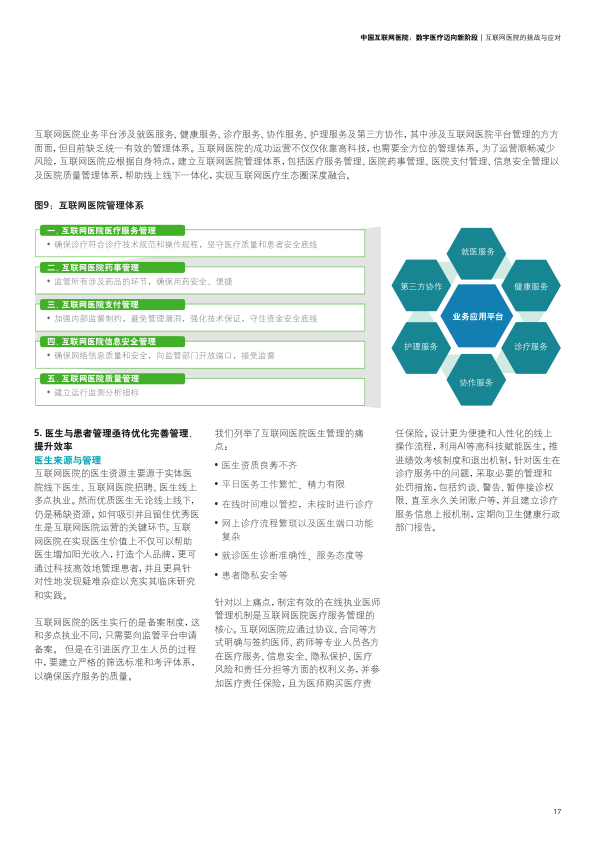 中国互联网医院：数字医疗迈向新阶段 | 互联网医院的挑战与应对
互联网医院业务平台涉及就医服务、健康服务、诊疗服务、协作服务、护理服务及第三方协作，其中涉及互联网医院平台管理的方方
面面，但目前缺乏统一有效的管理体系。互联网医院的成功运营不仅仅依靠高科技，也需要全方位的管理体系。为了运营顺畅减少
风险，互联网医院应根据自身特点，建立互联网医院管理体系，包括医疗服务管理、医院药事管理、医院支付管理、信息安全管理以
及医院质量管理体系，帮助线上线下一体化，实现互联网医疗生态圈深度融合。
图9：互联网医院管理体系
一、互联网医院医疗服务管理
• 确保诊疗符合诊疗技术规范和操作规程，坚守医疗质量和患者安全底线
二、互联网医院药事管理
• 监管所有涉及药品的环节，确保用药安全、便捷
三、互联网医院支付管理
• 加强内部监督制约，避免管理漏洞，强化技术保证，守住资金安全底线
四、互联网医院信息安全管理
• 确保网络信息质量和安全，向监管部门开放端口，接受监督
五、互联网医院质量管理
• 建立运行监测分析指标
就医服务
第三方协作
健康服务
业务应用平台
护理服务
诊疗服务
协作服务
5. 医生与患者管理亟待优化完善管理、
提升效率
医生来源与管理
互联网医院的医生资源主要源于实体医
院线下医生、互联网医院招聘、医生线上
多点执业。然而优质医生无论线上线下，
仍是稀缺资源。如何吸引并且留住优秀医
生是互联网医院运营的关键环节。互联
网医院在实现医生价值上不仅可以帮助
医生增加阳光收入，打造个人品牌，更可
通过科技高效地管理患者，并且更具针
对性地发现疑难杂症以充实其临床研究
和实践。
互联网医院的医生实行的是备案制度，这
和多点执业不同，只需要向监管平台申请
备案。 但是在引进医疗卫生人员的过程
中，要建立严格的筛选标准和考评体系，
以确保医疗服务的质量。
我们列举了互联网医院医生管理的痛
点：
• 医生资质良莠不齐
• 平日医务工作繁忙、精力有限
• 在线时间难以管控，未按时进行诊疗
• 网上诊疗流程繁琐以及医生端口功能
复杂
• 就诊医生诊断准确性、服务态度等
• 患者隐私安全等
针对以上痛点，制定有效的在线执业医师
管理机制是互联网医院医疗服务管理的
核心。互联网医院应通过协议、合同等方
式明确与签约医师、药师等专业人员各方
在医疗服务、信息安全、隐私保护、医疗
风险和责任分担等方面的权利义务，并参
加医疗责任保险，且为医师购买医疗责
任保险。设计更为便捷和人性化的线上
操作流程，利用AI等高科技赋能医生。推
进绩效考核制度和退出机制，针对医生在
诊疗服务中的问题，采取必要的管理和
处罚措施，包括约谈、警告、暂停接诊权
限、直至永久关闭账户等，并且建立诊疗
服务信息上报机制，定期向卫生健康行政
部门报告。
17